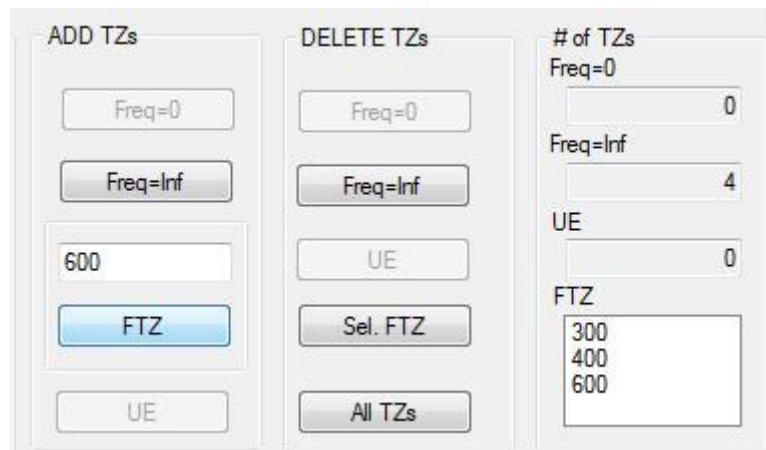 ADD TZs
Freq=0
Freq=Inf
600
FTZ
UE
DELETE TZs
Freq=0
Freq=Inf
UE
Sel. FTZ
All TZs
# of TZs
Freq=0
0
Freq=Inf
4
UE
0
FTZ
300
400
600